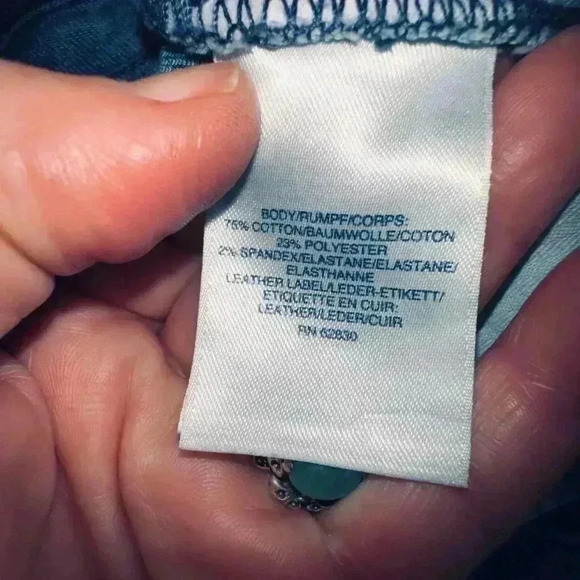 BODY/RUMPF/CORPS:
75% COTTON/BAUMWOLLE/COTON
23% POLYESTER
2% SPANDEX/ELASTANE/ELASTANE/
ELASTHANNE
LEATHER LABEL/LEDER-ETIKETT/
ETIQUETTE EN CUIR:
LEATHER/LEDER/CUIR
RN 62830